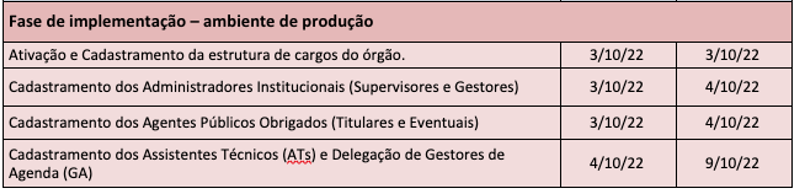 Fase de implementação – ambiente de produção
Ativação e Cadastramento da estrutura de cargos do órgão. 3/10/22 3/10/22
Cadastramento dos Administradores Institucionais (Supervisores e Gestores) 3/10/22 4/10/22
Cadastramento dos Agentes Públicos Obrigados (Titulares e Eventuais) 3/10/22 4/10/22
Cadastramento dos Assistentes Técnicos (ATs) e Delegação de Gestores de
Agenda (GA) 4/10/22 9/10/22